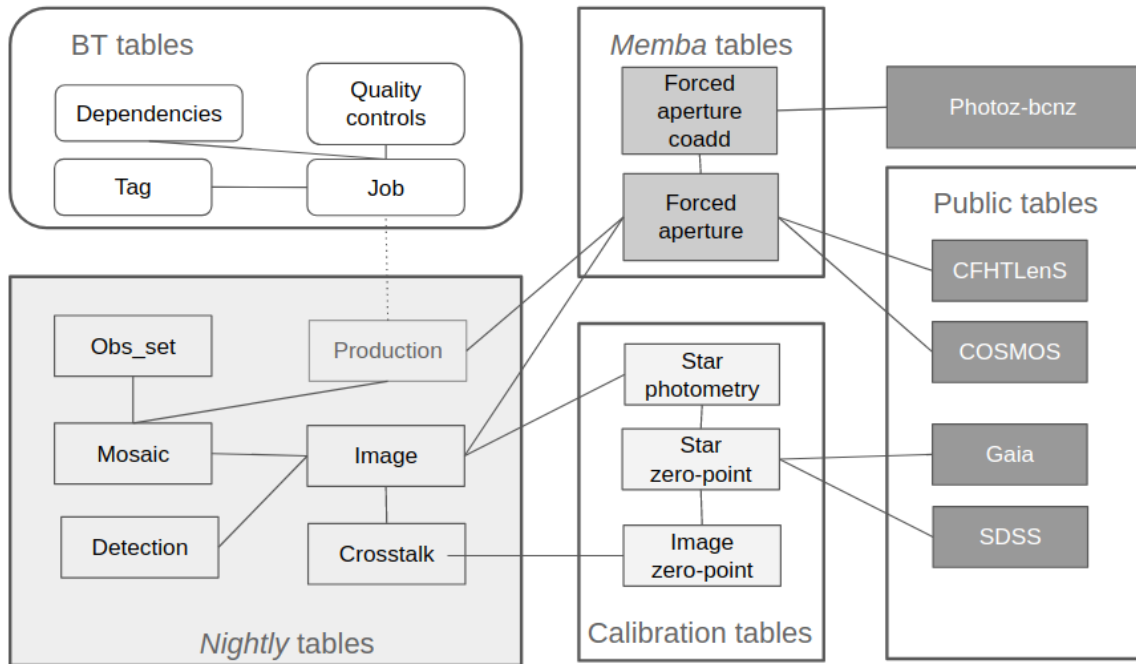 BT tables
Dependencies
Quality
controls
Tag
Job
Memba tables
Forced
aperture
coadd
Forced
aperture
Photoz-bcnz
Public tables
CFHTLenS
COSMOS
Gaia
SDSS
Obs_set
Production
Mosaic
Image
Detection
Crosstalk
Nightly tables
Star
photometry
Star
zero-point
Image
zero-point
Calibration tables